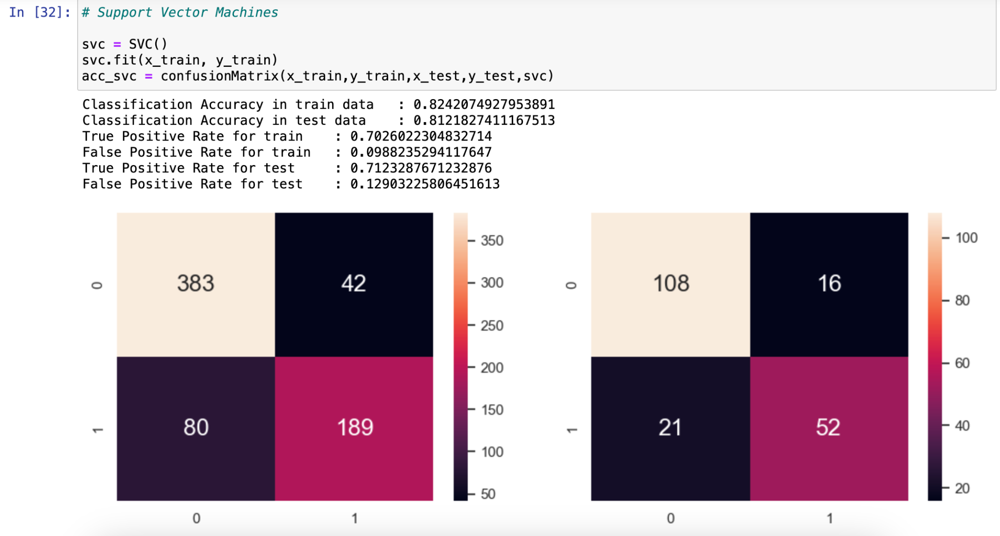 In [32]: # Support Vector Machines
svc = SVC()
svc.fit(x_train, y_train)
acc_svc = confusionMatrix(x_train,y_train,x_test,y_test,svc)
Classification Accuracy in train data   : 0.8242074927953891
Classification Accuracy in test data    : 0.8121827411167513
True Positive Rate for train    : 0.7026022304832714
False Positive Rate for train   : 0.0988235294117647
True Positive Rate for test     : 0.7123287671232876
False Positive Rate for test    : 0.12903225806451613
0
383
42
1
80
189
0
1
350
300
250
200
150
100
50
0
108
16
1
21
52
0
1
100
80
60
40
20